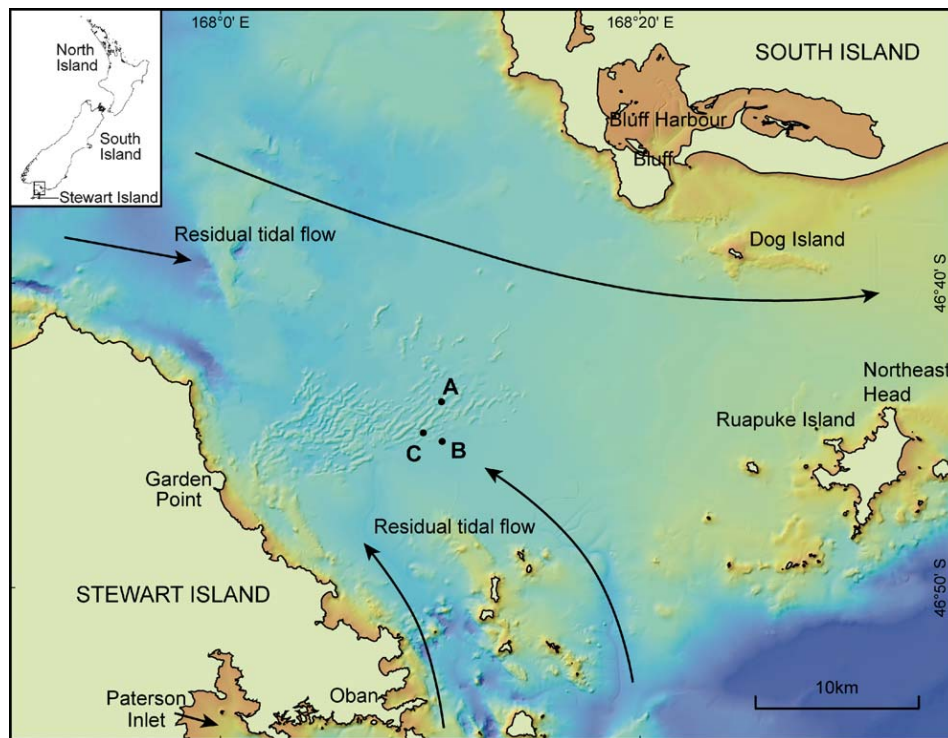 168°0' E
168°20' E
North
Island
South
Island
Stewart Island
SOUTH ISLAND
Bluff Harbour
Bluff
Residual tidal flow
Dog Island
46°40' S
A
Northeast
Head
Ruapuke Island
C
B
Garden
Point
Residual tidal flow
46°50' S
STEWART ISLAND
Oban
Paterson
Inlet
10km